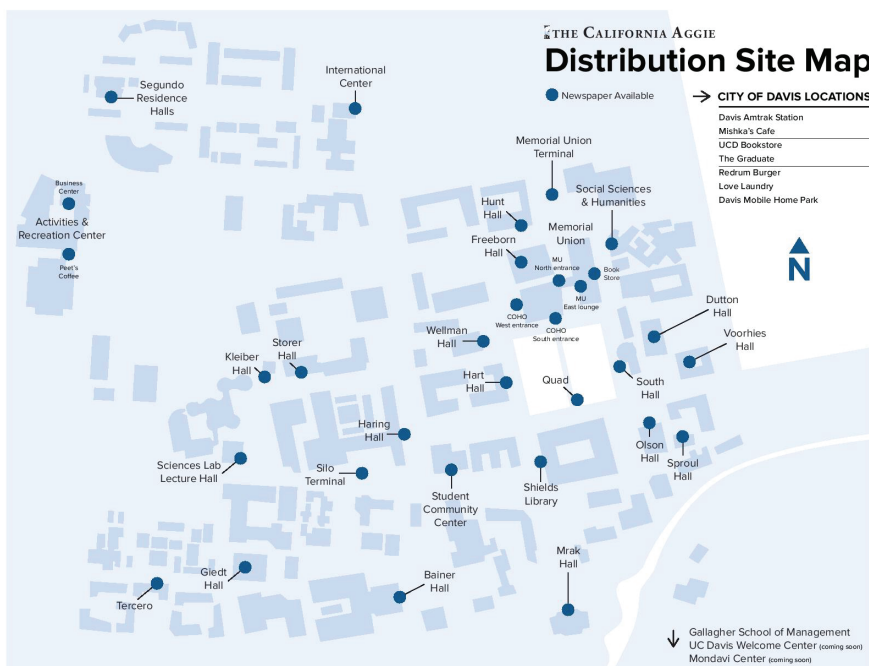 THE CALIFORNIA AGGIE
Distribution Site Map
Newspaper Available
CITY OF DAVIS LOCATIONS
Davis Amtrak Station
Mishka's Cafe
UCD Bookstore
The Graduate
Redrum Burger
Love Laundry
Davis Mobile Home Park
N
Segundo
Residence
Halls
International
Center
Business
Center
Activities &
Recreation Center
Peet's
Coffee
Memorial Union
Terminal
Social Sciences
& Humanities
Hunt
Hall
Freeborn
Hall
Memorial
Union
MU
North entrance
Book
Store
MU
East lounge
COHO
West entrance
COHO
South entrance
Dutton
Hall
Voorhies
Hall
Wellman
Hall
Storer
Hall
Kleiber
Hall
Hart
Hall
Quad
South
Hall
Haring
Hall
Olson
Hall
Sproul
Hall
Sciences Lab
Lecture Hall
Silo
Terminal
Student
Community
Center
Shields
Library
Mrak
Hall
Giedt
Hall
Bainer
Hall
Tercero
Gallagher School of Management
UC Davis Welcome Center (coming soon)
Mondavi Center (coming soon)